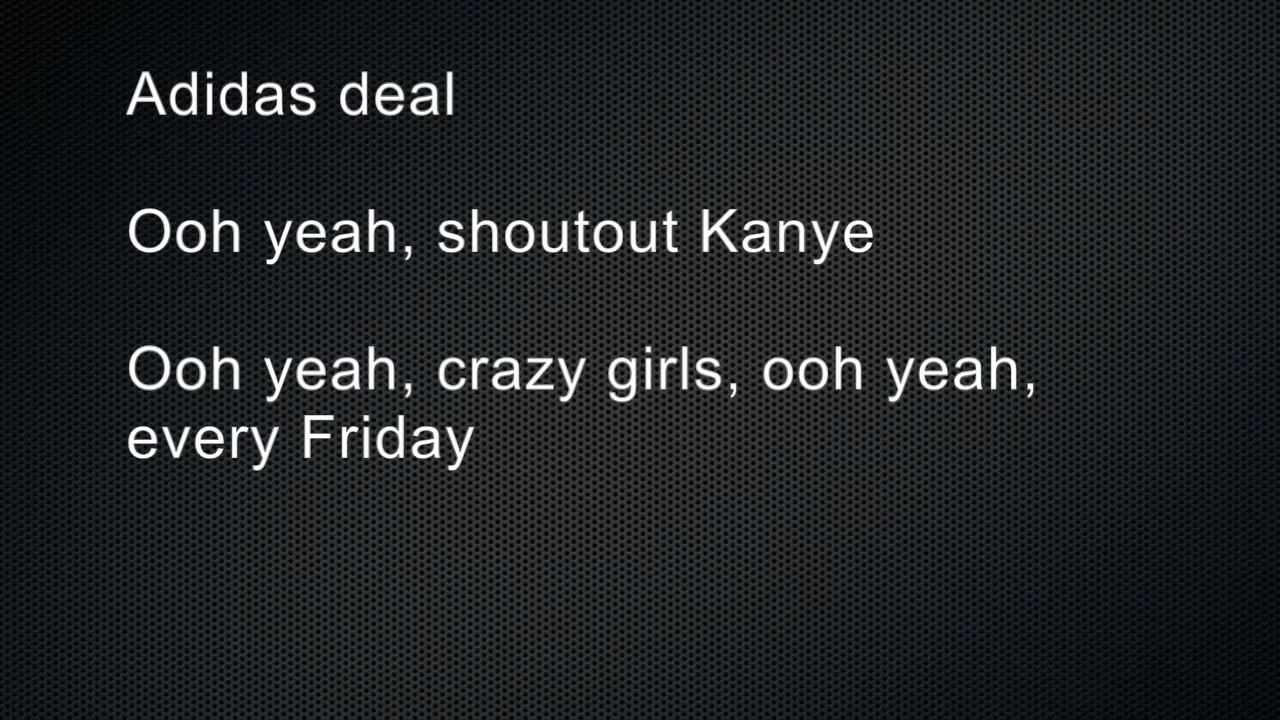 Adidas deal
Ooh yeah, shoutout Kanye
Ooh yeah, crazy girls, ooh yeah,
every Friday